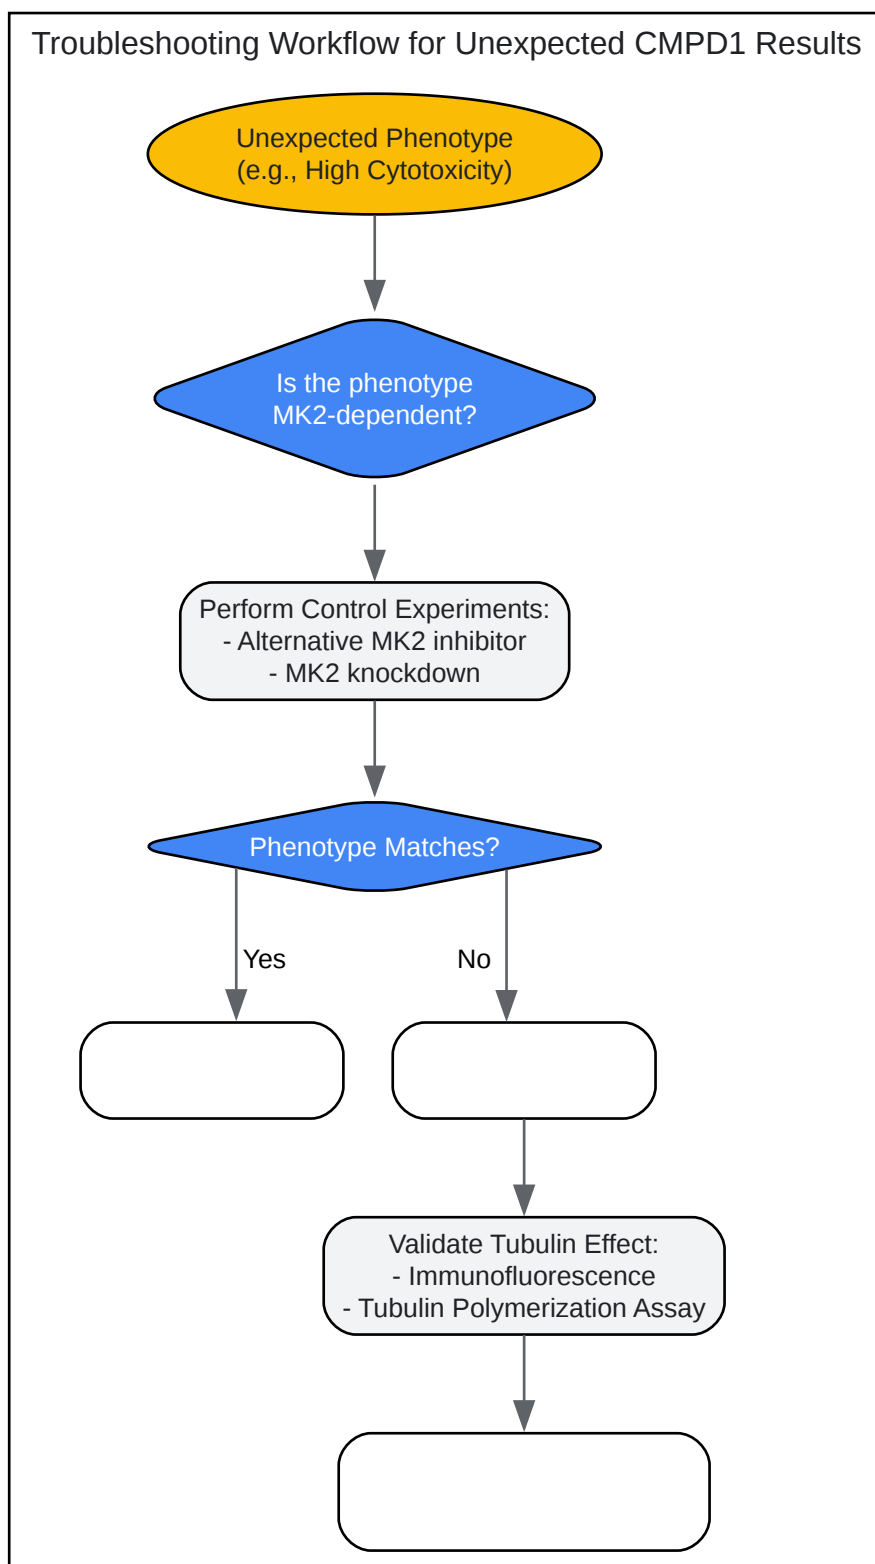 Troubleshooting Workflow for Unexpected CMPD1 Results
Unexpected Phenotype
(e.g., High Cytotoxicity)
Is the phenotype
MK2-dependent?
Perform Control Experiments:
- Alternative MK2 inhibitor
- MK2 knockdown
Phenotype Matches?
Yes
No
Validate Tubulin Effect:
- Immunofluorescence
- Tubulin Polymerization Assay